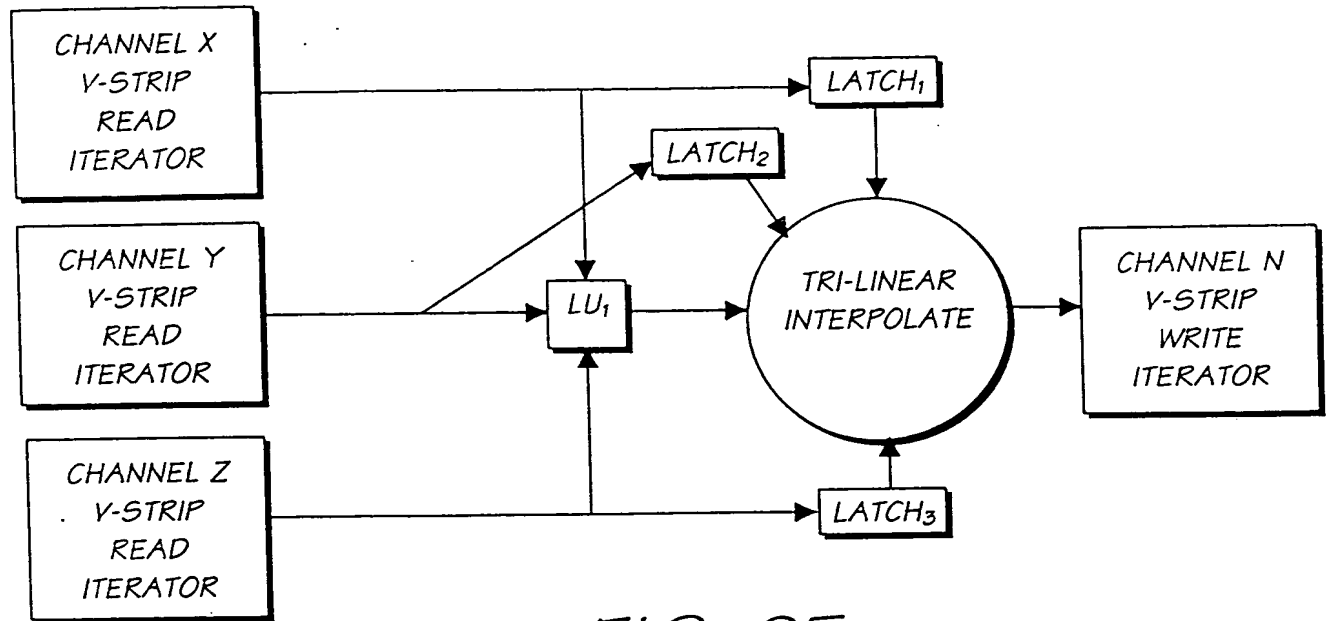 CHANNEL X
V-STRIP
READ
ITERATOR
LATCH₁
LATCH₂
CHANNEL Y
V-STRIP
READ
ITERATOR
LU₁
TRI-LINEAR
INTERPOLATE
CHANNEL N
V-STRIP
WRITE
ITERATOR
CHANNEL Z
V-STRIP
READ
ITERATOR
LATCH₃